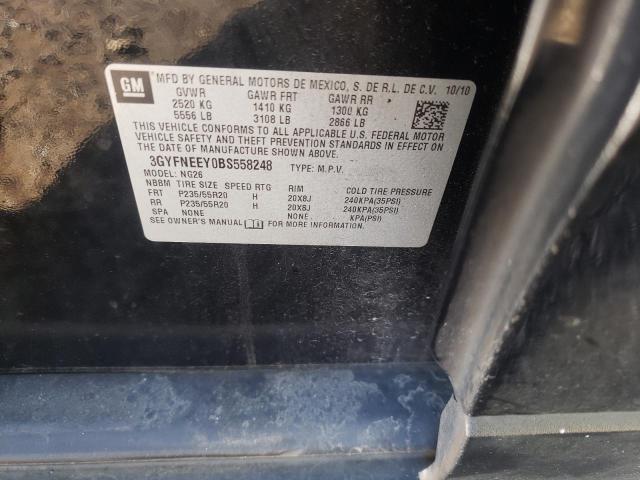 GM MFD BY GENERAL MOTORS DE MEXICO, S. DE R.L. DE C.V. 10/10
GVWR GAWR FRT GAWR RR
2520 KG 1410 KG 1300 KG
5556 LB 3108 LB 2866 LB
THIS VEHICLE CONFORMS TO ALL APPLICABLE U.S. FEDERAL MOTOR
VEHICLE SAFETY AND THEFT PREVENTION STANDARDS IN EFFECT ON
THE DATE OF MANUFACTURE SHOWN ABOVE.
3GYFNEEY0BS558248 TYPE: M.P.V.
MODEL: NG26
NBBM TIRE SIZE SPEED RTG RIM COLD TIRE PRESSURE
FRT P235/55R20 H 20X8J 240KPA(35PSI)
RR P235/55R20 H 20X8J 240KPA(35PSI)
SPA NONE NONE KPA(PSI)
SEE OWNER'S MANUAL FOR MORE INFORMATION.